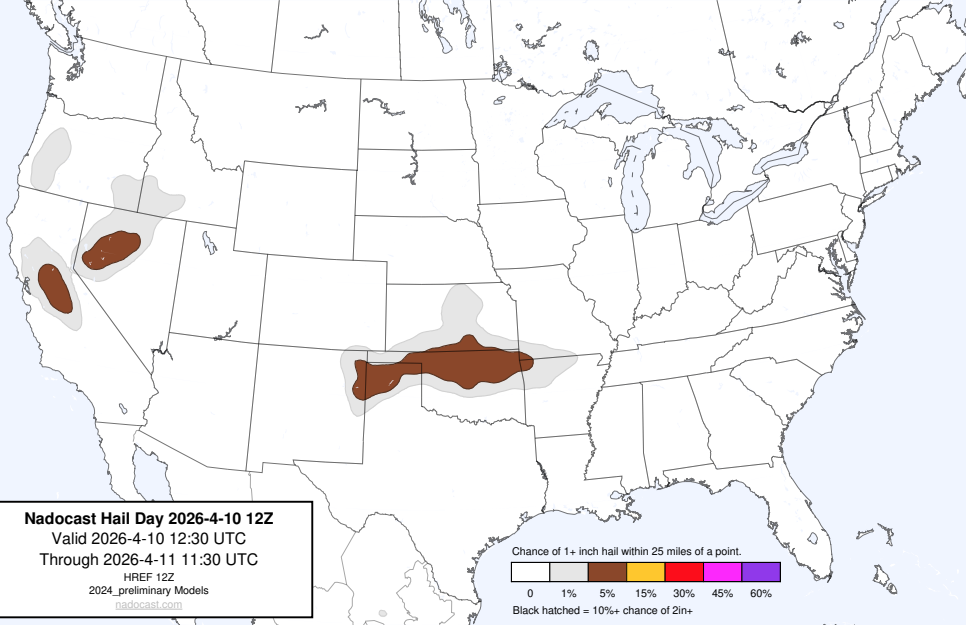 Nadocast Hail Day 2026-4-10 12Z
Valid 2026-4-10 12:30 UTC
Through 2026-4-11 11:30 UTC
HREF 12Z
2024_preliminary Models
nadocast.com
Chance of 1+ inch hail within 25 miles of a point.
0 1% 5% 15% 30% 45% 60%
Black hatched = 10%+ chance of 2in+